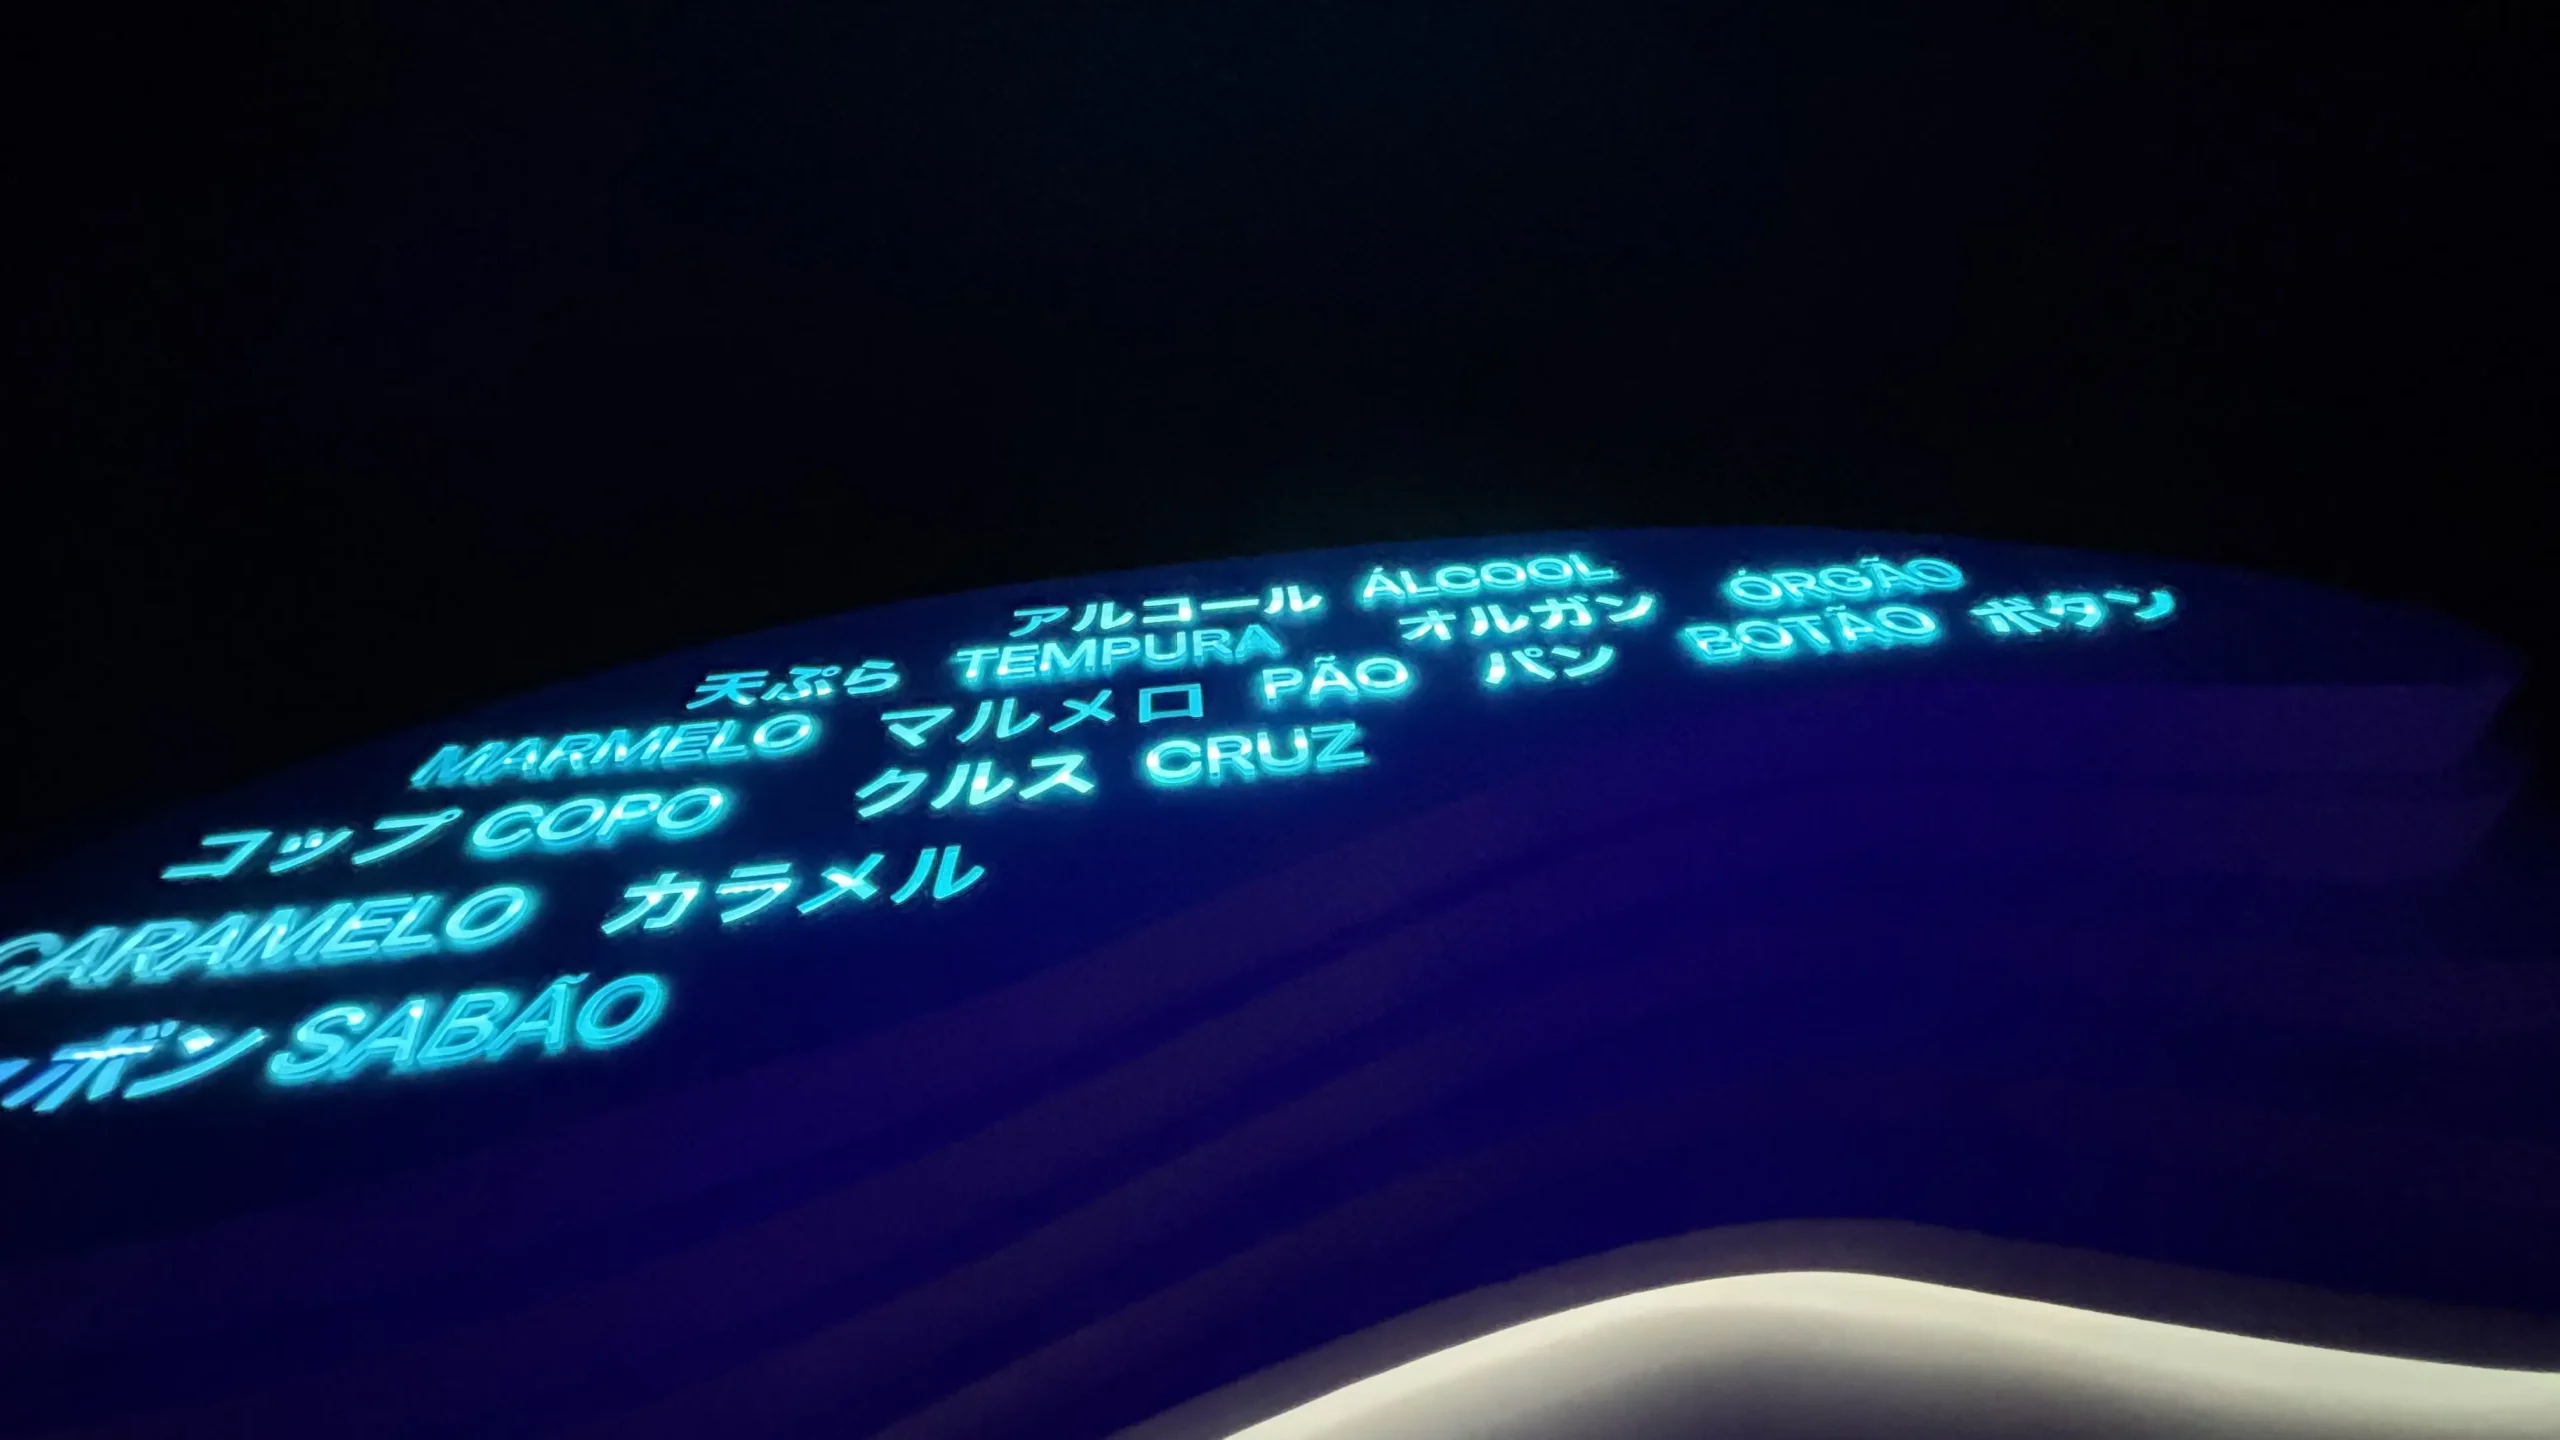 アルコール ÁLCOOL ÓRGÃO
天ぷら TEMPURA オルガン BOTÃO ボタン
MARMELO マルメロ PÃO パン
コップ COPO クルス CRUZ
CARAMELO カラメル
ボン SABÃO